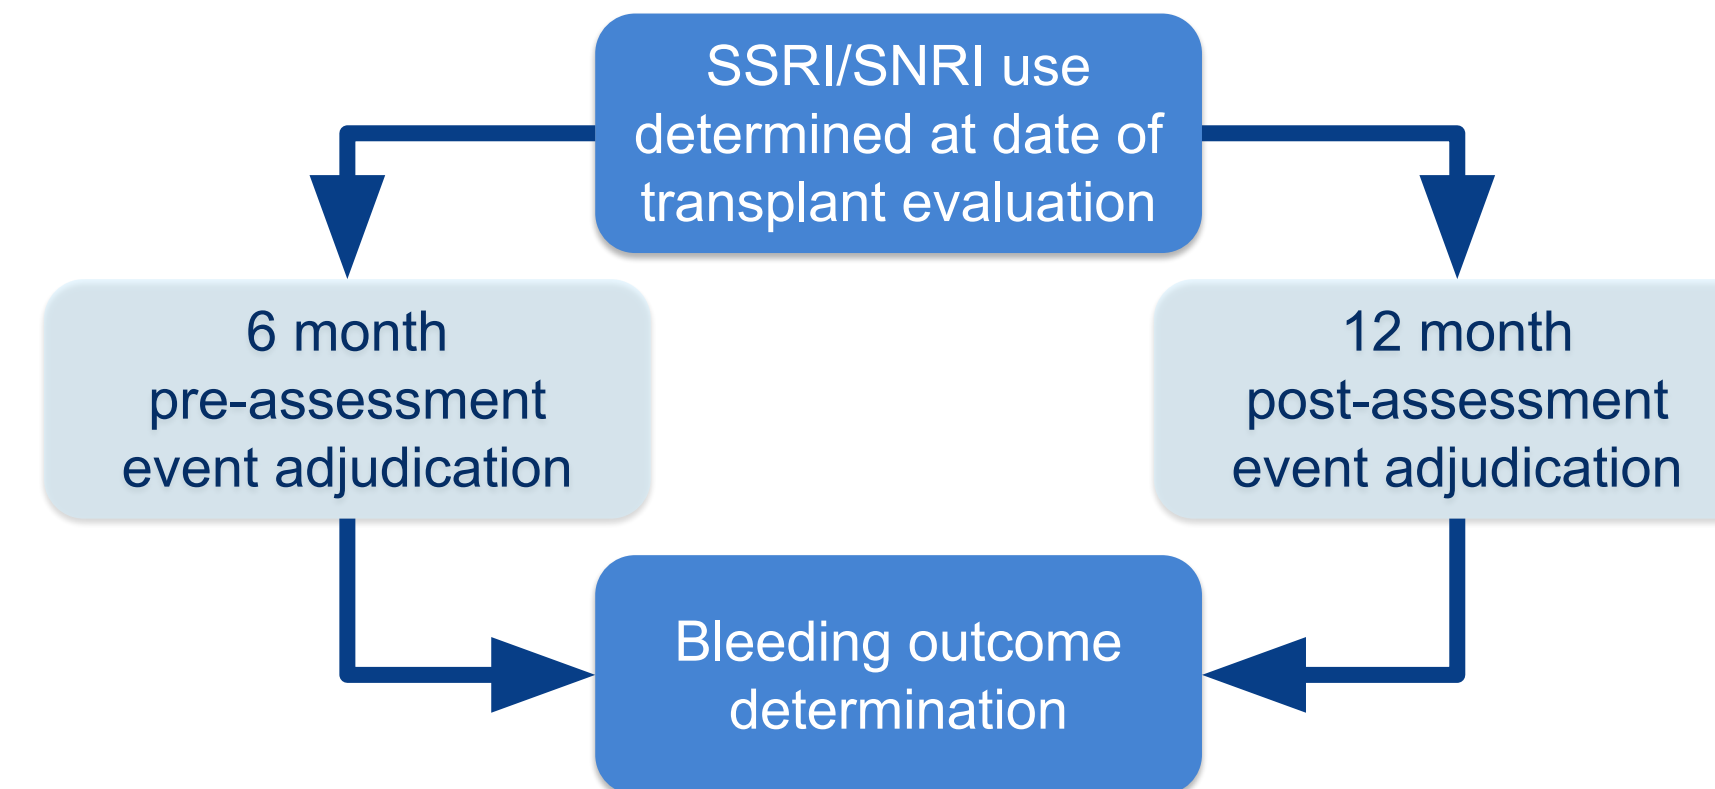 SSRI/SNRI use
determined at date of
transplant evaluation
6 month
pre-assessment
event adjudication
12 month
post-assessment
event adjudication
Bleeding outcome
determination